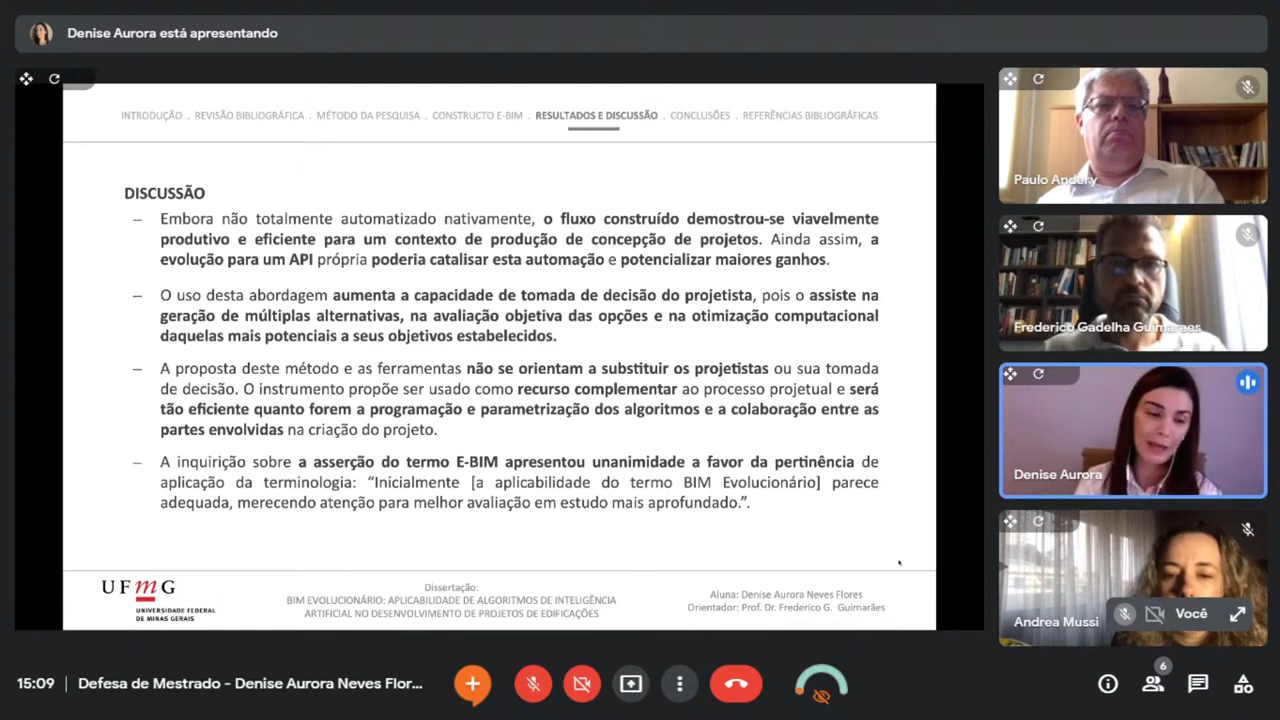 Denise Aurora está apresentando
INTRODUÇÃO . REVISÃO BIBLIOGRÁFICA . MÉTODO DA PESQUISA . CONSTRUCTO E-BIM . RESULTADOS E DISCUSSÃO . CONCLUSÕES . REFERÊNCIAS BIBLIOGRÁFICAS
DISCUSSÃO
– Embora não totalmente automatizado nativamente, o fluxo construído demostrou-se viavelmente
produtivo e eficiente para um contexto de produção de concepção de projetos. Ainda assim, a
evolução para um API própria poderia catalisar esta automação e potencializar maiores ganhos.
– O uso desta abordagem aumenta a capacidade de tomada de decisão do projetista, pois o assiste na
geração de múltiplas alternativas, na avaliação objetiva das opções e na otimização computacional
daquelas mais potenciais a seus objetivos estabelecidos.
– A proposta deste método e as ferramentas não se orientam a substituir os projetistas ou sua tomada
de decisão. O instrumento propõe ser usado como recurso complementar ao processo projetual e será
tão eficiente quanto forem a programação e parametrização dos algoritmos e a colaboração entre as
partes envolvidas na criação do projeto.
– A inquirição sobre a asserção do termo E-BIM apresentou unanimidade a favor da pertinência de
aplicação da terminologia: “Inicialmente [a aplicabilidade do termo BIM Evolucionário] parece
adequada, merecendo atenção para melhor avaliação em estudo mais aprofundado.”.
UFmG
UNIVERSIDADE FEDERAL
DE MINAS GERAIS
Dissertação:
BIM EVOLUCIONÁRIO: APLICABILIDADE DE ALGORITMOS DE INTELIGÊNCIA
ARTIFICIAL NO DESENVOLVIMENTO DE PROJETOS DE EDIFICAÇÕES
Aluna: Denise Aurora Neves Flores
Orientador: Prof. Dr. Frederico G. Guimarães
Paulo Andery
Frederico Gadelha Guimaraes
Denise Aurora
Andrea Mussi
Você
15:09 | Defesa de Mestrado - Denise Aurora Neves Flor...
6